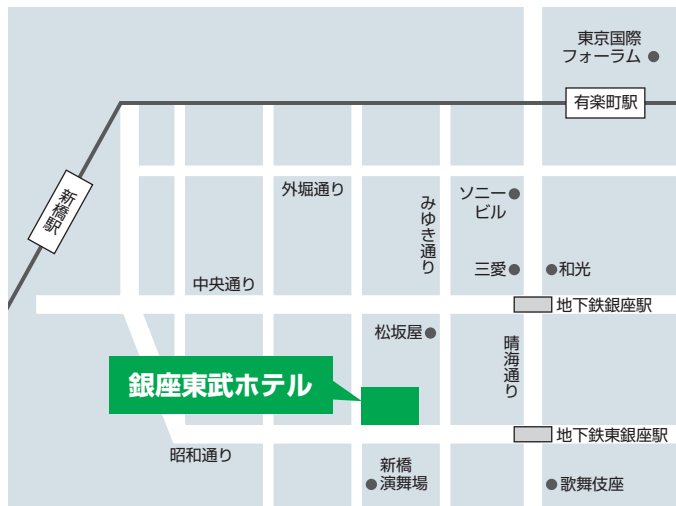 東京国際
フォーラム
有楽町駅
新橋駅
外堀通り
みゆき通り
ソニー
ビル
三愛
和光
中央通り
地下鉄銀座駅
松坂屋
晴海通り
銀座東武ホテル
地下鉄東銀座駅
昭和通り
新橋
演舞場
歌舞伎座